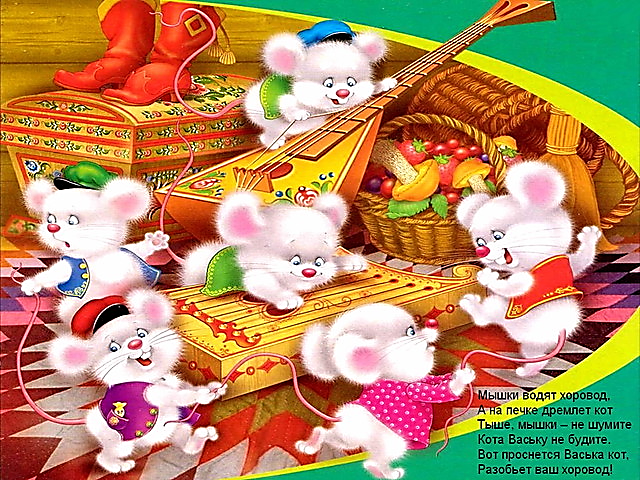 Мышки водят хоровод,
А на печке дремлет кот
Тыше, мышки – не шумите
Кота Ваську не будите.
Вот проснется Васька кот,
Разобьет ваш хоровод!